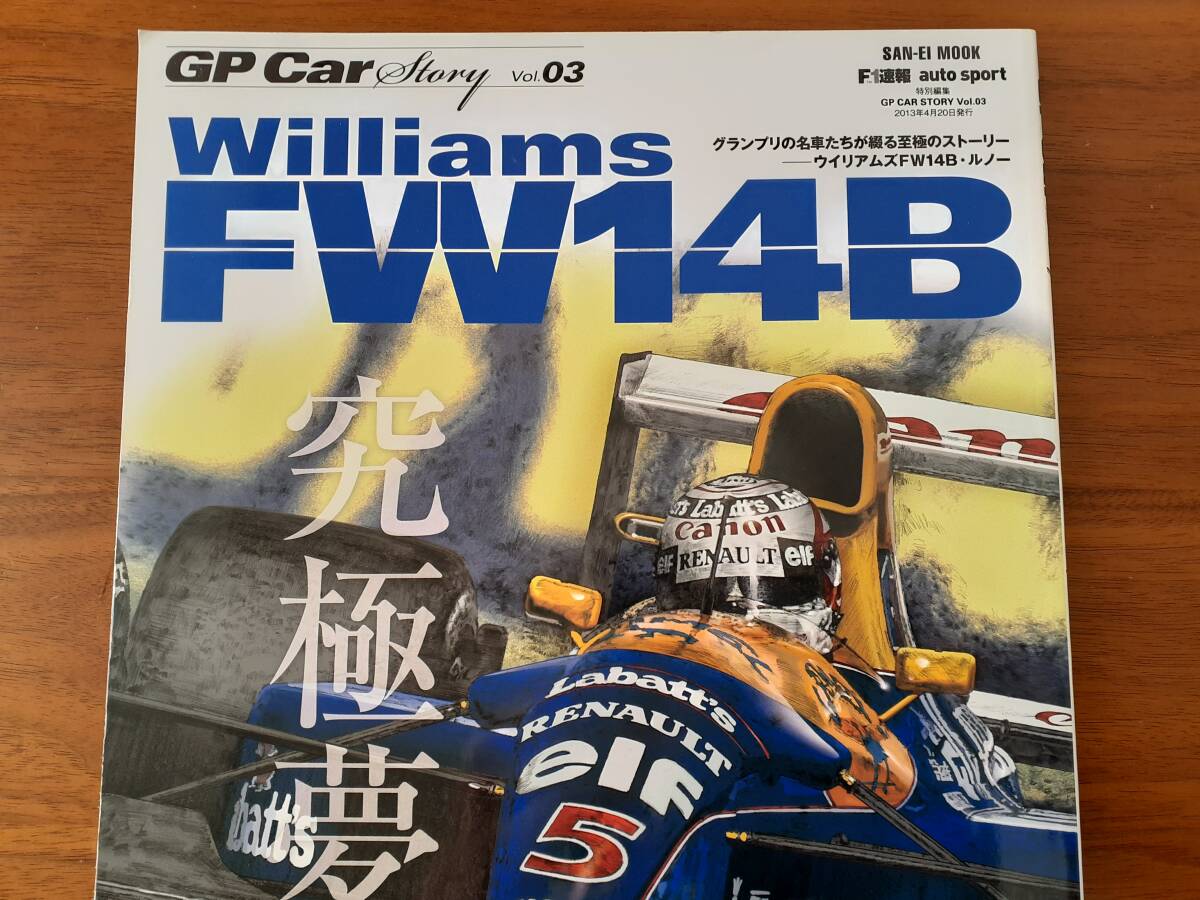 GP Car Story Vol.03
SAN-EI MOOK
F1速報 auto sport
特別編集
GP CAR STORY Vol.03
2013年4月20日発行
Williams
グランプリの名車たちが綴る至極のストーリー
──ウイリアムズFW14B・ルノー
FW14B
究極夢
Labatt's
Canon
elf RENAULT elf
Labatt's
RENAULT
elf
5
batt's